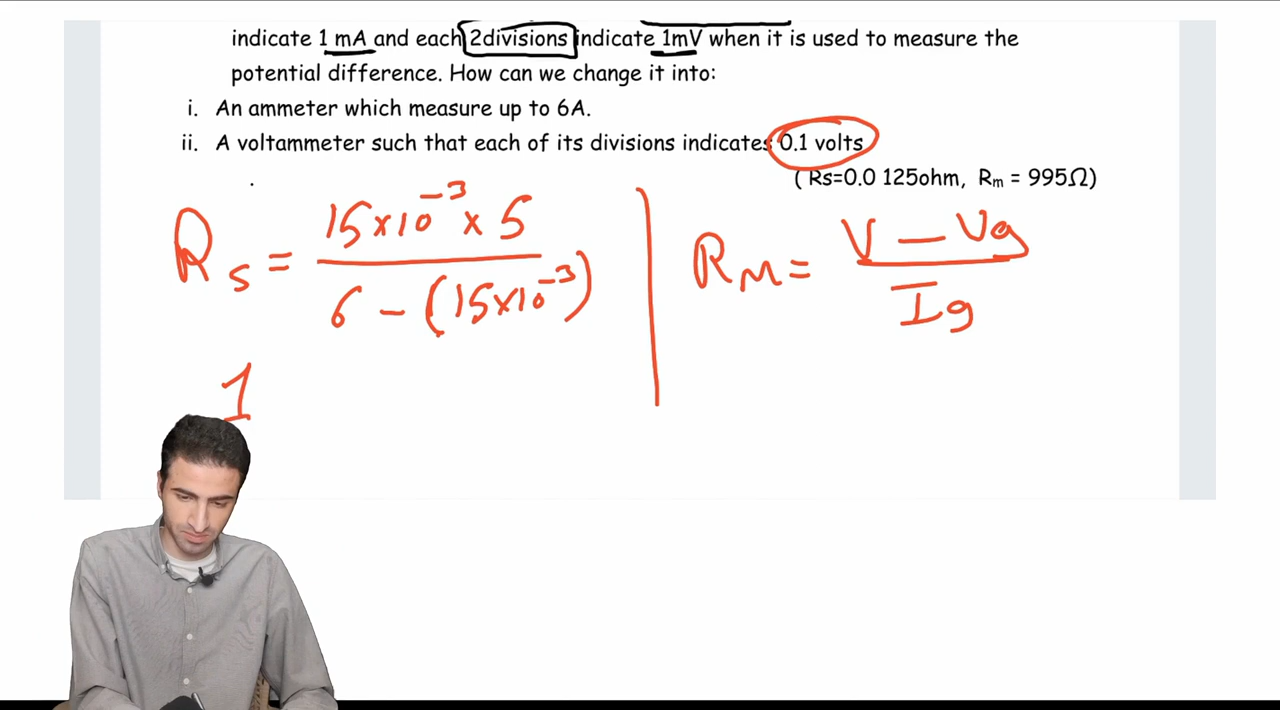 indicate 1 mA and each 2divisions indicate 1mV when it is used to measure the
potential difference. How can we change it into:
i. An ammeter which measure up to 6A.
ii. A voltammeter such that each of its divisions indicates 0.1 volts
( Rs=0.0 125ohm, Rm = 995Ω)
Rs = 15×10⁻³ × 5 / 6 - (15×10⁻³)
RM = V - Vg / Ig
1